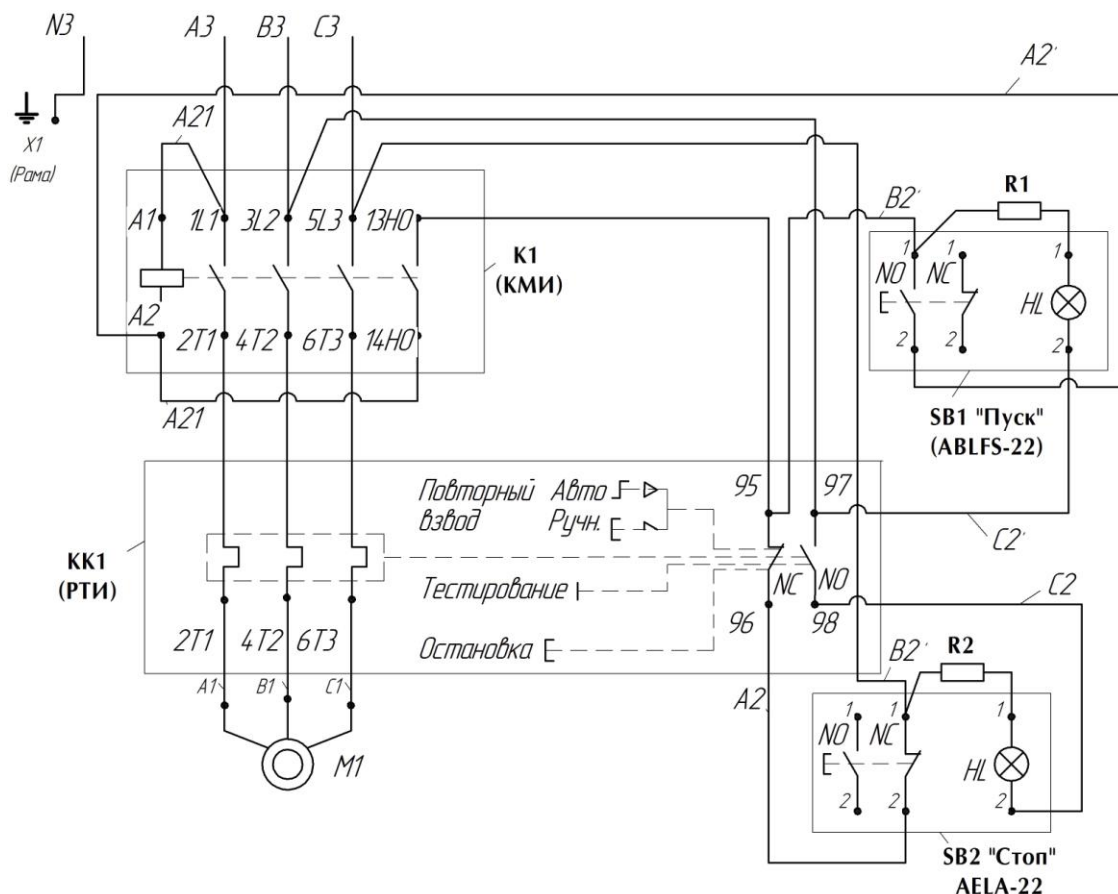 N3
A3
B3
C3
A2'
X1
(Рама)
A21
R1
B2'
A1
1L1
3L2
5L3
13НО
K1
(КМИ)
1
1
1
NO
NC
HL
A2
2T1
4T2
6T3
14НО
2
2
2
A21
SB1 "Пуск"
(ABLFS-22)
Повторный
взвод
Авто
Ручн.
95
97
C2'
KK1
(РТИ)
Тестирование
NC
NO
C2
96
98
Остановка
2T1
4T2
6T3
B2'
R2
A1
B1
C1
A2
1
1
1
NO
NC
HL
M1
2
2
2
SB2 "Стоп"
AELA-22